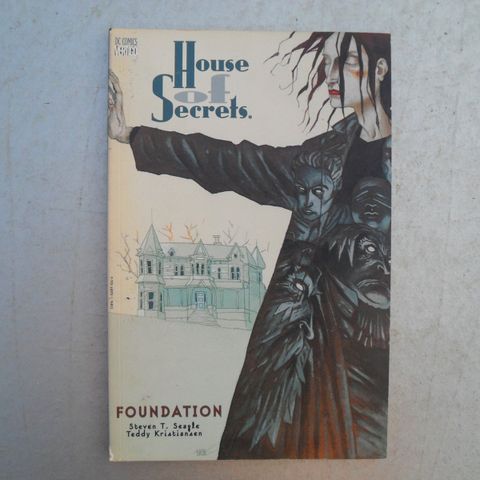 DC COMICS
VERTIGO
House
of
Secrets.
FOUNDATION
Steven T. Seagle
Teddy Kristiansen